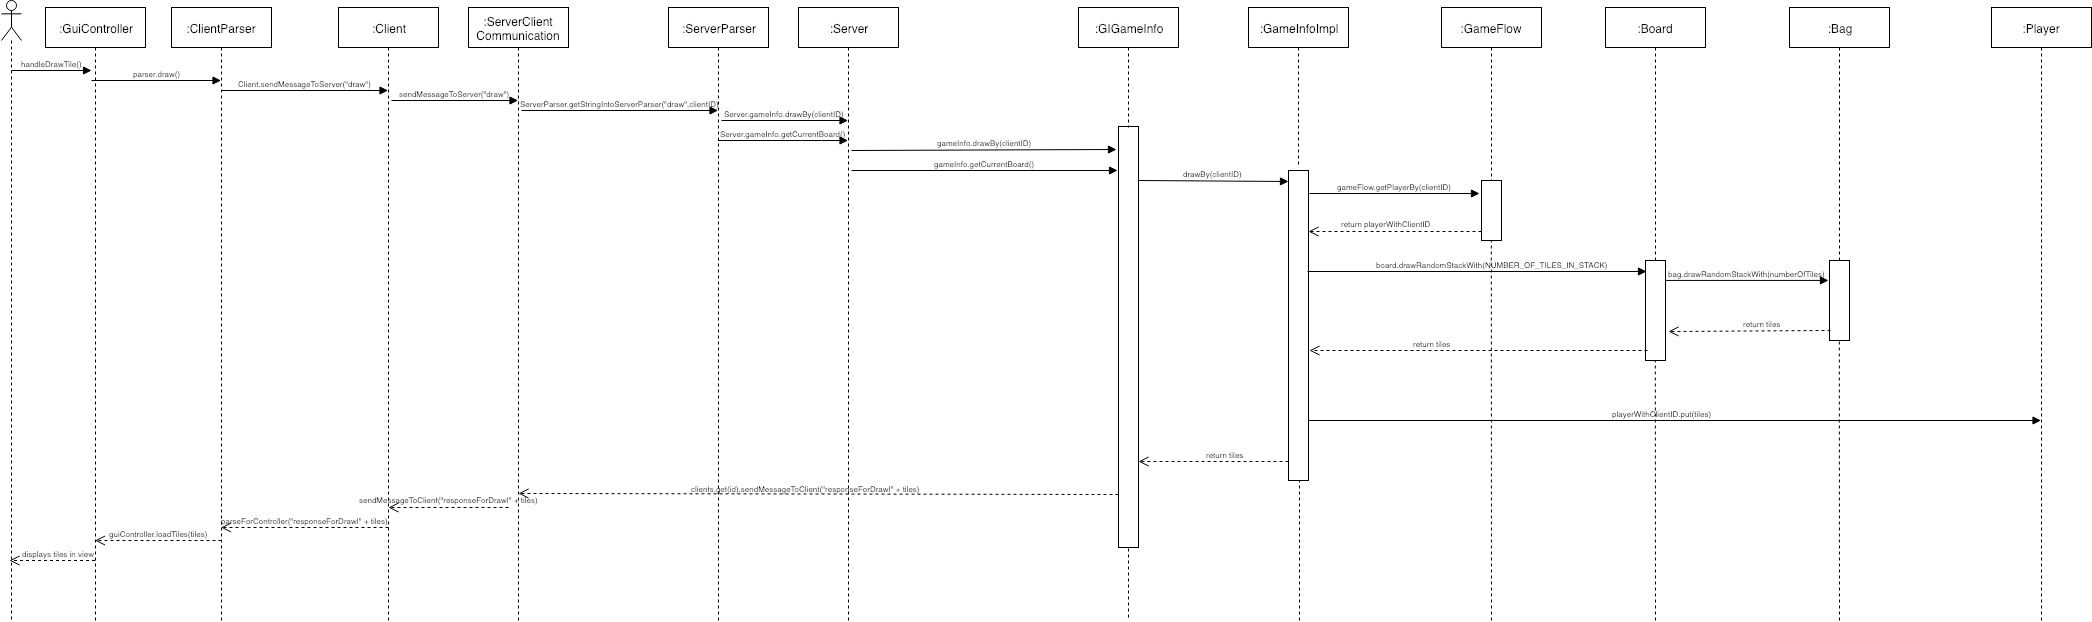 :GuiController
:ClientParser
:Client
:ServerClient
Communication
:ServerParser
:Server
:GIGameInfo
:GameInfoImpl
:GameFlow
:Board
:Bag
:Player
handleDrawTile()
parser.draw()
Client.sendMessageToServer("draw")
sendMessageToServer("draw")
ServerParser.getStringIntoServerParser("draw",clientID)
Server.gameInfo.drawBy(clientID)
Server.gameInfo.getCurrentBoard()
gameInfo.drawBy(clientID)
gameInfo.getCurrentBoard()
drawBy(clientID)
gameFlow.getPlayerBy(clientID)
return playerWithClientID
board.drawRandomStackWith(NUMBER_OF_TILES_IN_STACK)
bag.drawRandomStackWith(numberOfTiles)
return tiles
return tiles
playerWithClientID.put(tiles)
return tiles
clients.get(id).sendMessageToClient("responseForDraw!" + tiles)
sendMessageToClient("responseForDraw!" + tiles)
parseForController("responseForDraw!" + tiles)
guiController.loadTiles(tiles)
displays tiles in view